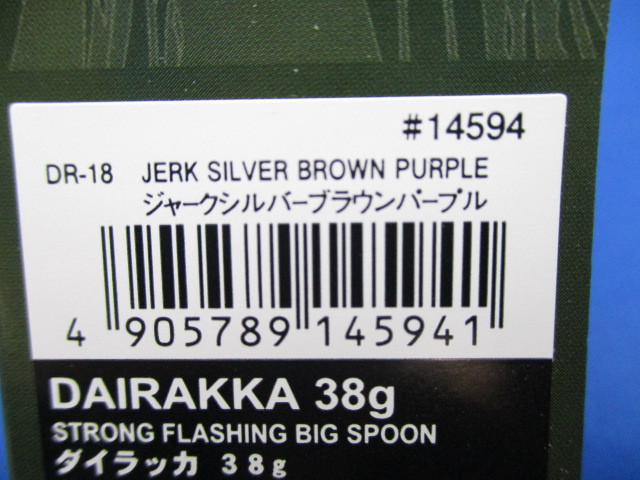 #14594
DR-18 JERK SILVER BROWN PURPLE
ジャークシルバーブラウンパープル
4 905789 145941
DAIRAKKA 38g
STRONG FLASHING BIG SPOON
ダイラッカ 38g